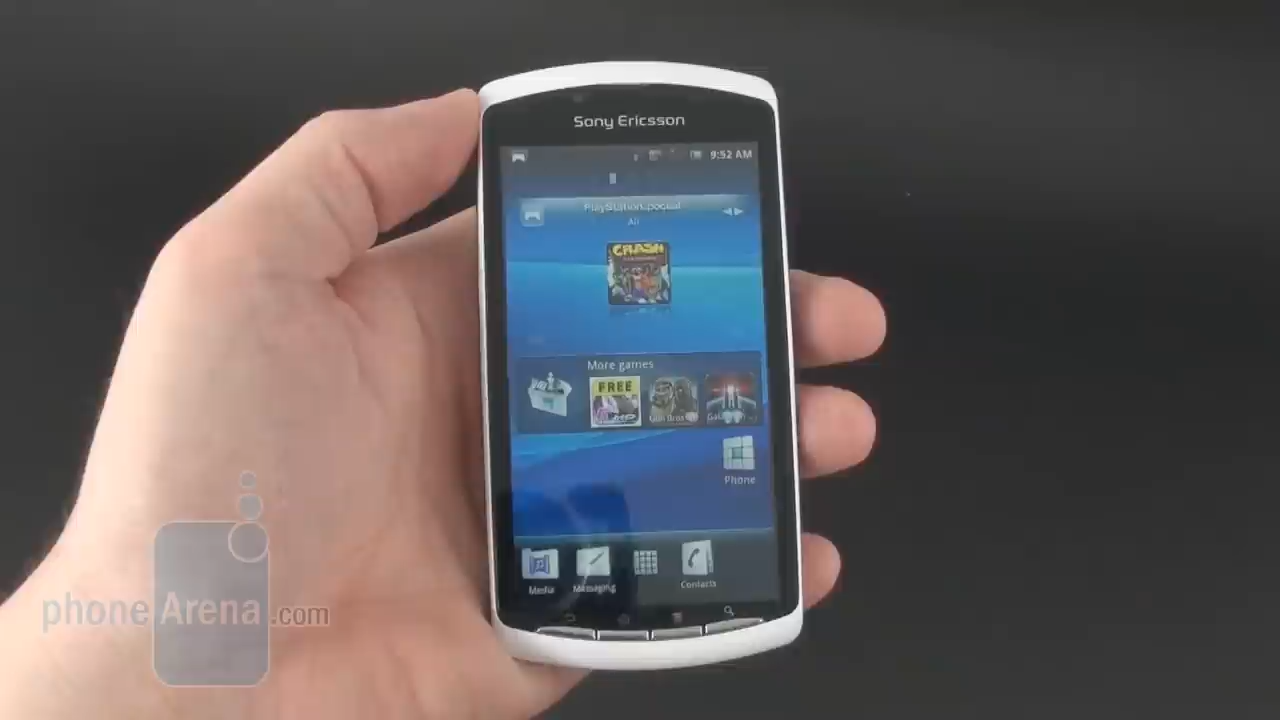 Sony Ericsson
9:52 AM
PlayStation pocket
All
CRASH
More games
FREE
Phone
Media
Messaging
Contacts
phoneArena.com